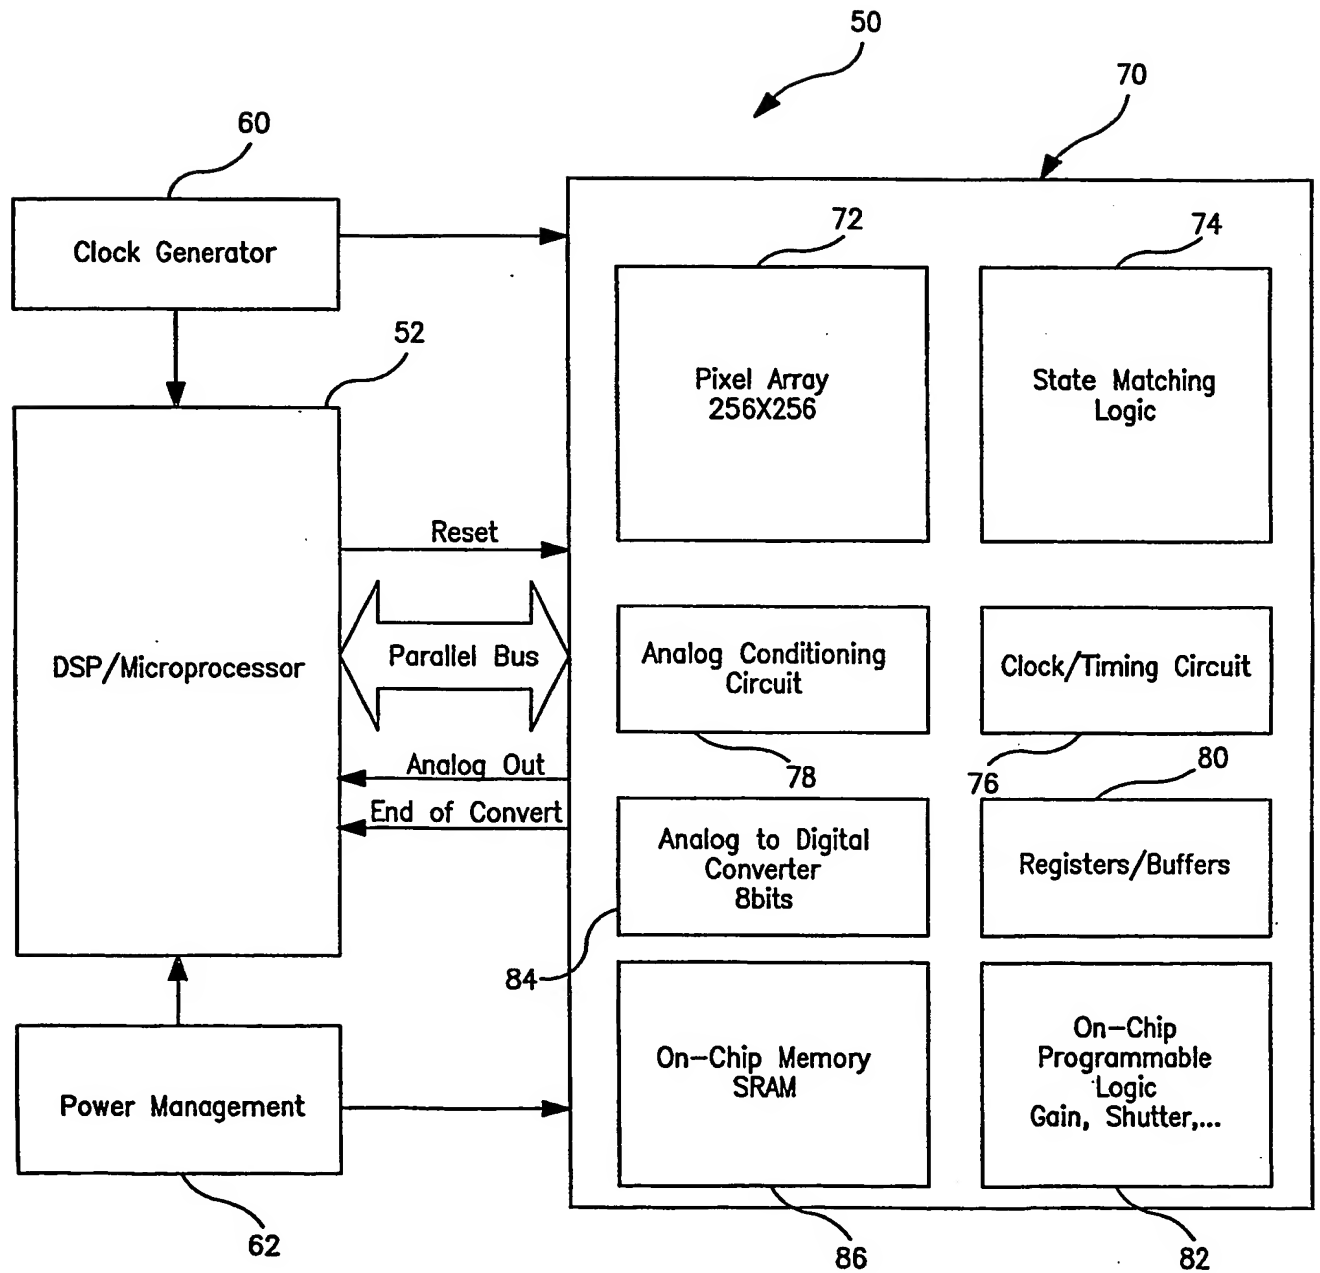 50
70
60
Clock Generator
72
74
52
Pixel Array
256X256
State Matching
Logic
Reset
Parallel Bus
DSP/Microprocessor
Analog Conditioning
Circuit
Clock/Timing Circuit
Analog Out
78
76
80
End of Convert
Analog to Digital
Converter
8bits
Registers/Buffers
84
On-Chip Memory
SRAM
On-Chip
Programmable
Logic
Gain, Shutter,...
Power Management
62
86
82